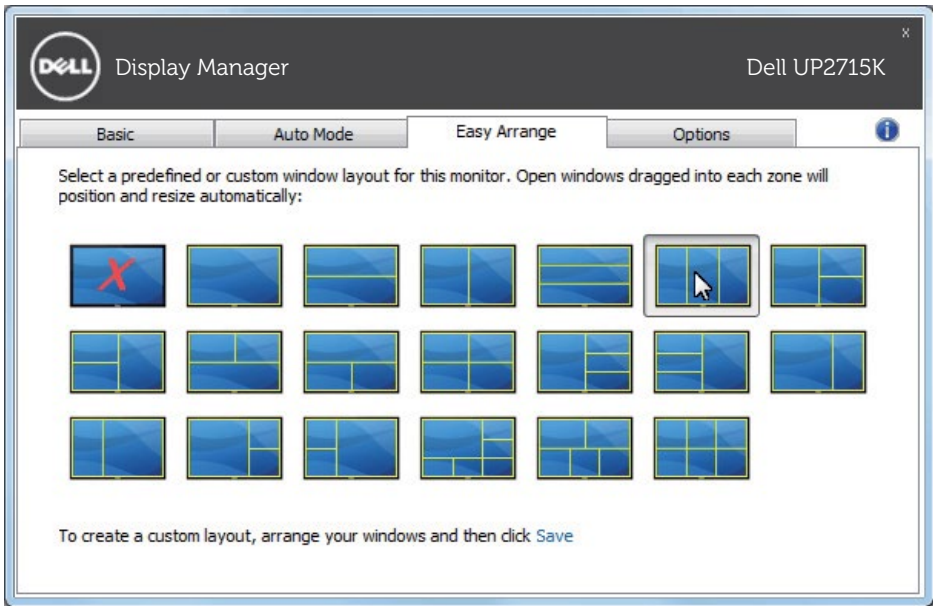 DELL Display Manager Dell UP2715K X
Basic Auto Mode Easy Arrange Options i
Select a predefined or custom window layout for this monitor. Open windows dragged into each zone will
position and resize automatically:
X
To create a custom layout, arrange your windows and then click Save